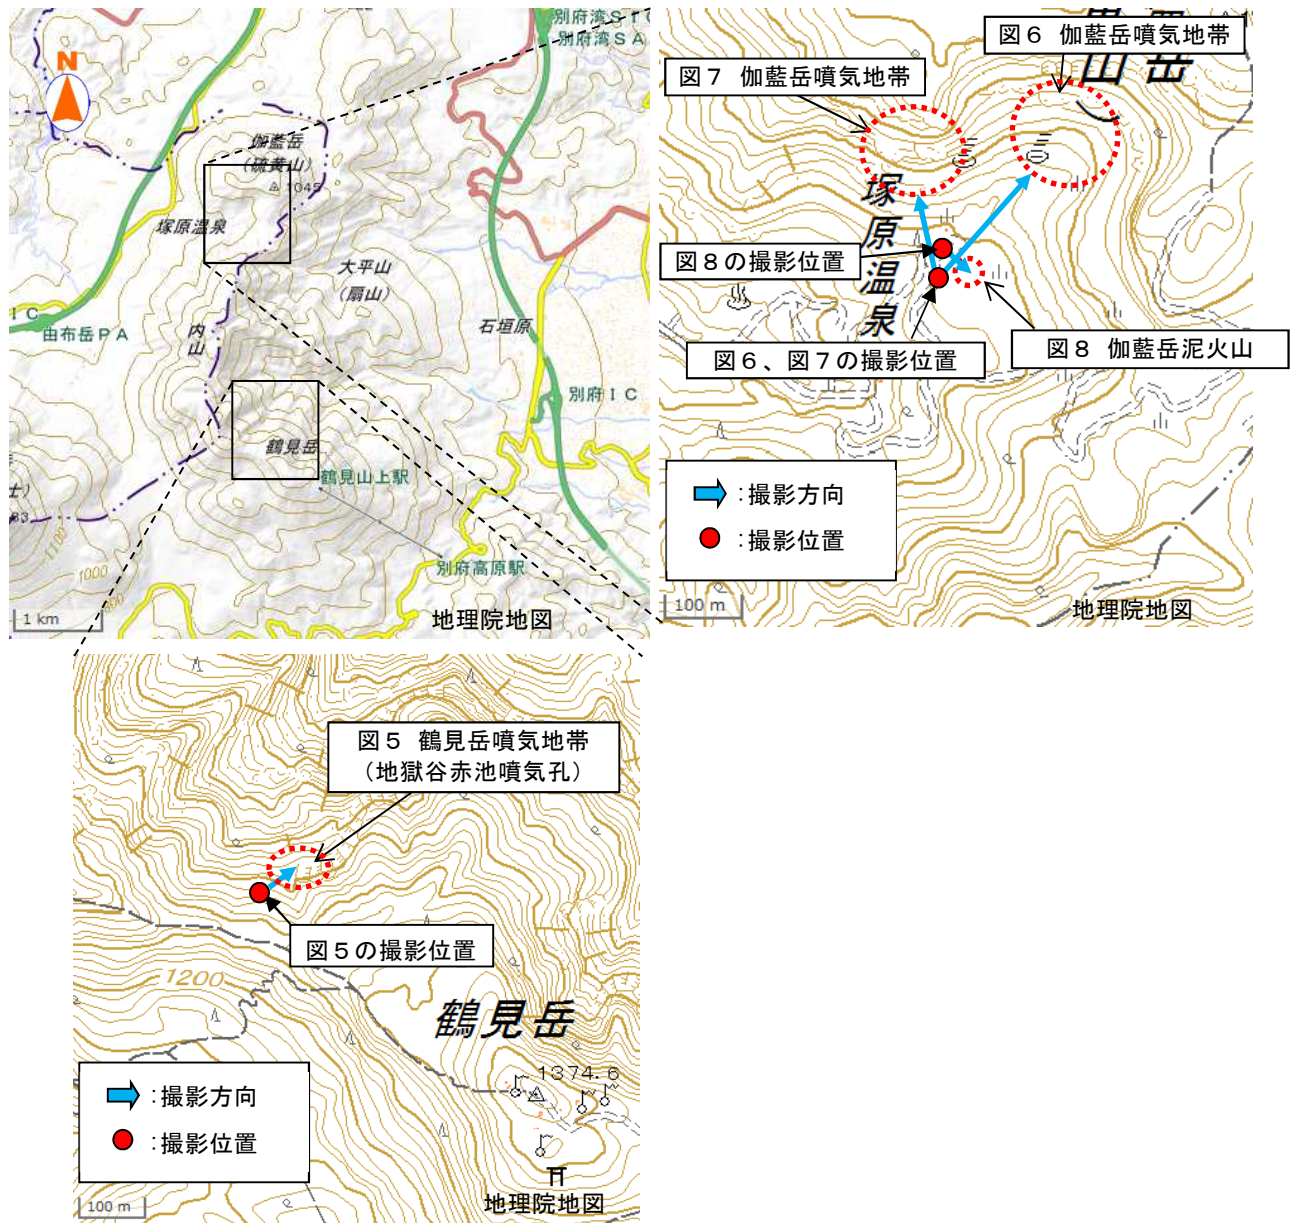 N
別府湾ＳＩＣ
別府湾ＳＡ
伽藍岳
（硫黄山）
1045
塚原温泉
大平山
（扇山）
ＩＣ
由布岳ＰＡ
内山
石垣原
別府ＩＣ
鶴見岳
鶴見山上駅
別府高原駅
1100
1000
1 km
地理院地図
図６ 伽藍岳噴気地帯
図７ 伽藍岳噴気地帯
塚原温泉
図８の撮影位置
図６、図７の撮影位置
図８ 伽藍岳泥火山
：撮影方向
：撮影位置
100 m
地理院地図
図５ 鶴見岳噴気地帯
（地獄谷赤池噴気孔）
図５の撮影位置
1200
鶴見岳
1374.6
：撮影方向
：撮影位置
100 m
地理院地図